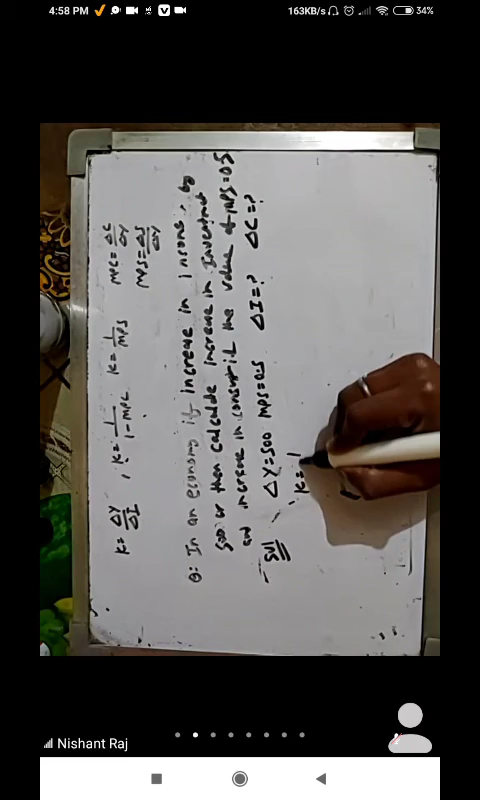 4:58 PM
163KB/s
34%
K = ΔY/ΔI , K = 1/1-MPC K = 1/MPS MPC = ΔC/ΔY
MPS = ΔS/ΔY
Q: In an economy if increase in income by
500 cr then calculate increase in Investment
and increase in if the value of MPS=0.5
Sol ΔY=500 MPS=0.5 ΔI=? ΔC=?
K = 1
Nishant Raj